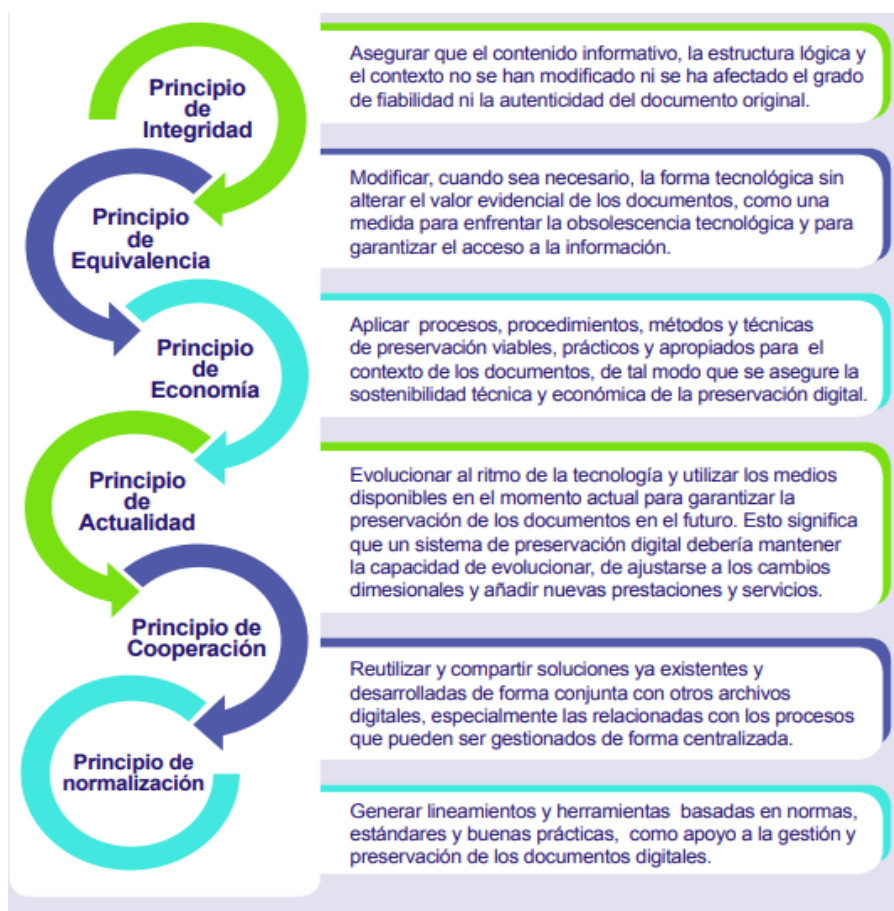 Principio
de
Integridad
Asegurar que el contenido informativo, la estructura lógica y
el contexto no se han modificado ni se ha afectado el grado
de fiabilidad ni la autenticidad del documento original.
Principio
de
Equivalencia
Modificar, cuando sea necesario, la forma tecnológica sin
alterar el valor evidencial de los documentos, como una
medida para enfrentar la obsolescencia tecnológica y para
garantizar el acceso a la información.
Principio
de
Economía
Aplicar procesos, procedimientos, métodos y técnicas
de preservación viables, prácticos y apropiados para el
contexto de los documentos, de tal modo que se asegure la
sostenibilidad técnica y económica de la preservación digital.
Principio
de
Actualidad
Evolucionar al ritmo de la tecnología y utilizar los medios
disponibles en el momento actual para garantizar la
preservación de los documentos en el futuro. Esto significa
que un sistema de preservación digital debería mantener
la capacidad de evolucionar, de ajustarse a los cambios
dimesionales y añadir nuevas prestaciones y servicios.
Principio de
Cooperación
Reutilizar y compartir soluciones ya existentes y
desarrolladas de forma conjunta con otros archivos
digitales, especialmente las relacionadas con los procesos
que pueden ser gestionados de forma centralizada.
Principio de
normalización
Generar lineamientos y herramientas basadas en normas,
estándares y buenas prácticas, como apoyo a la gestión y
preservación de los documentos digitales.